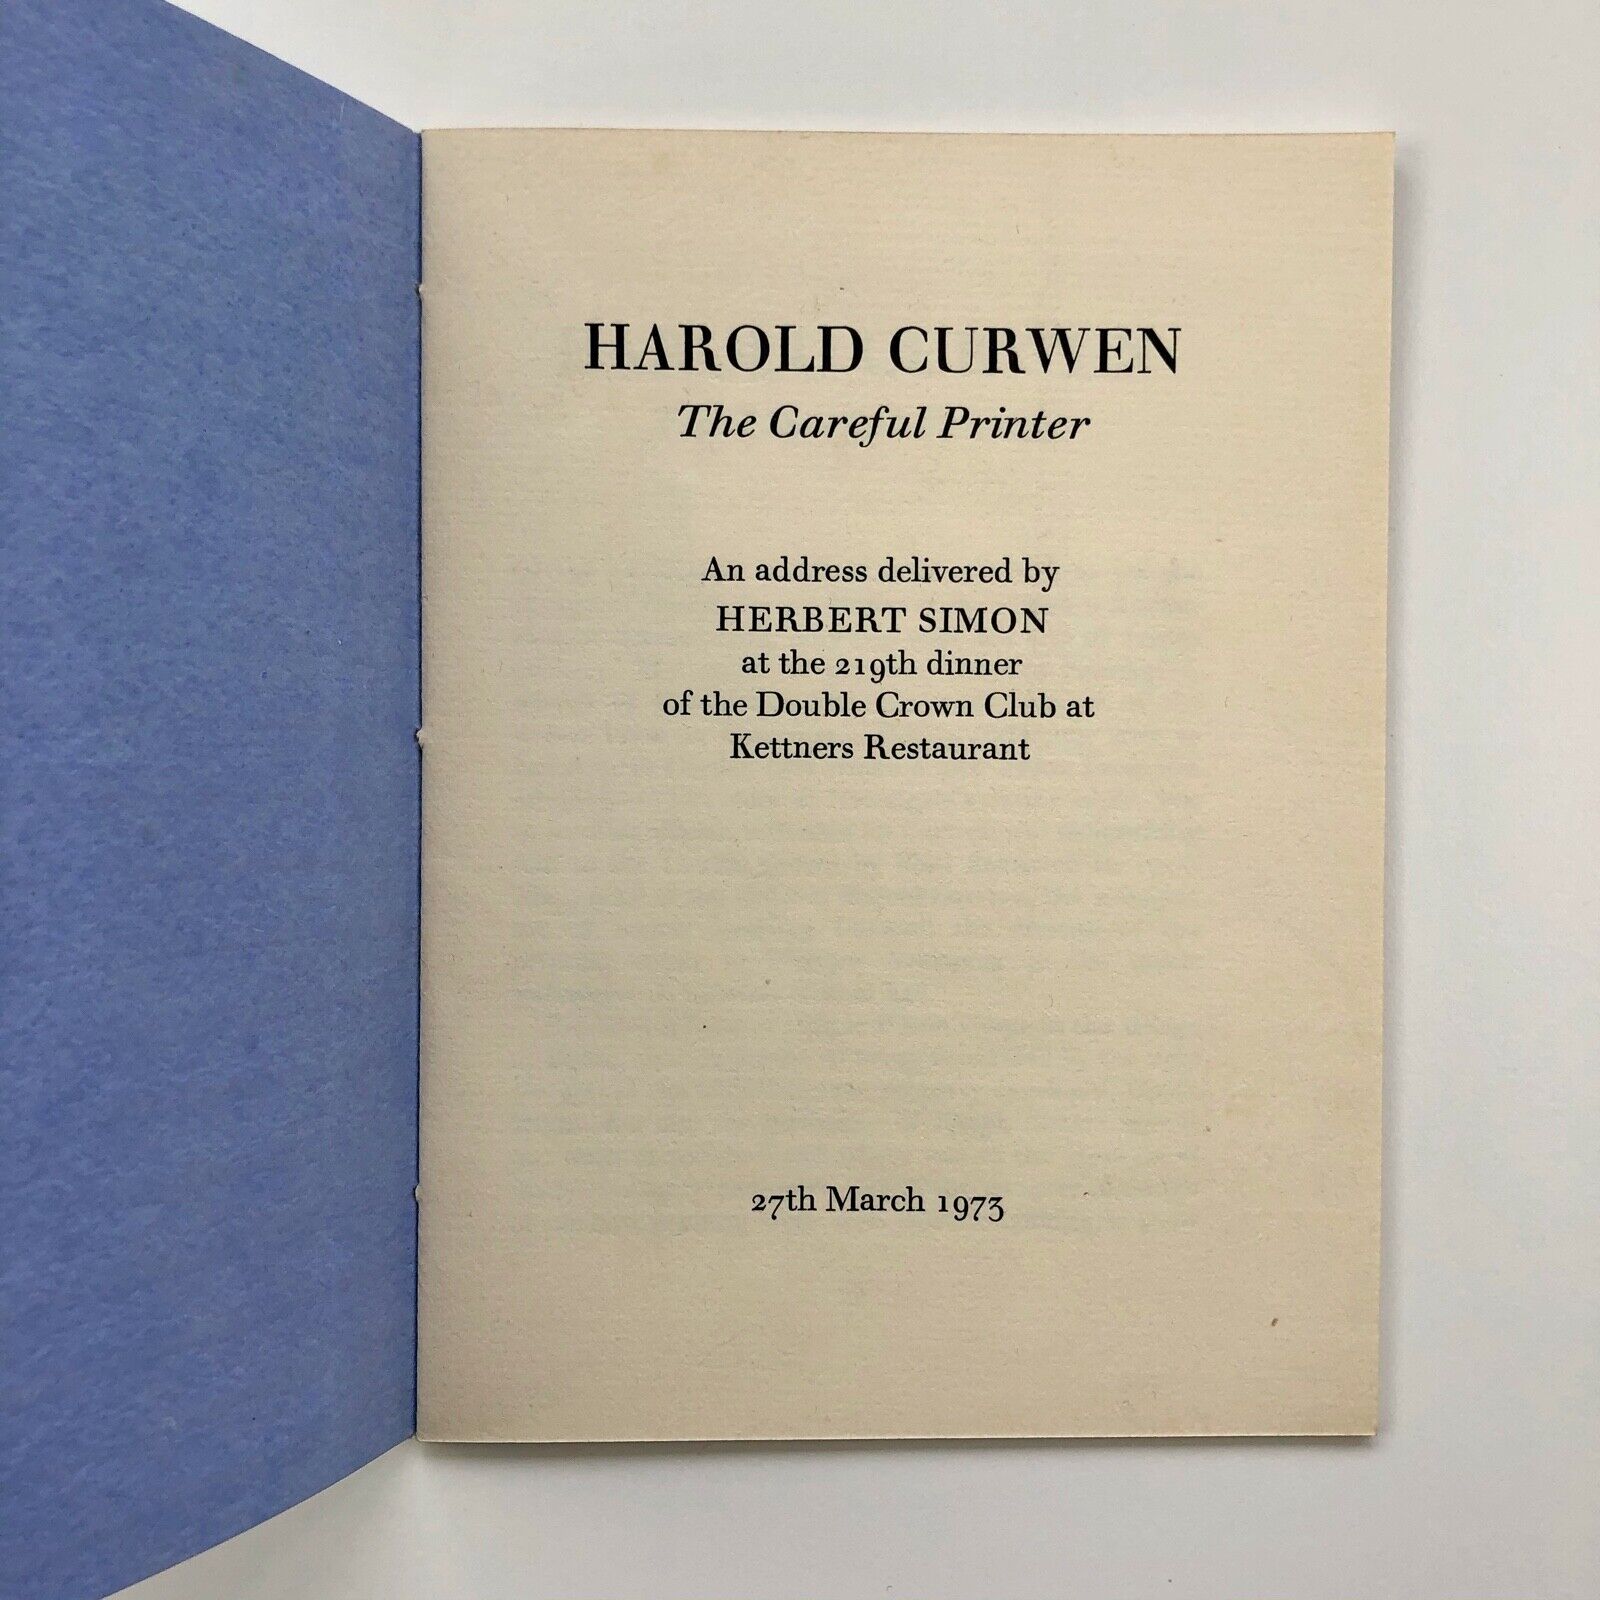 HAROLD CURWEN
The Careful Printer
An address delivered by
HERBERT SIMON
at the 219th dinner
of the Double Crown Club at
Kettners Restaurant
27th March 1973